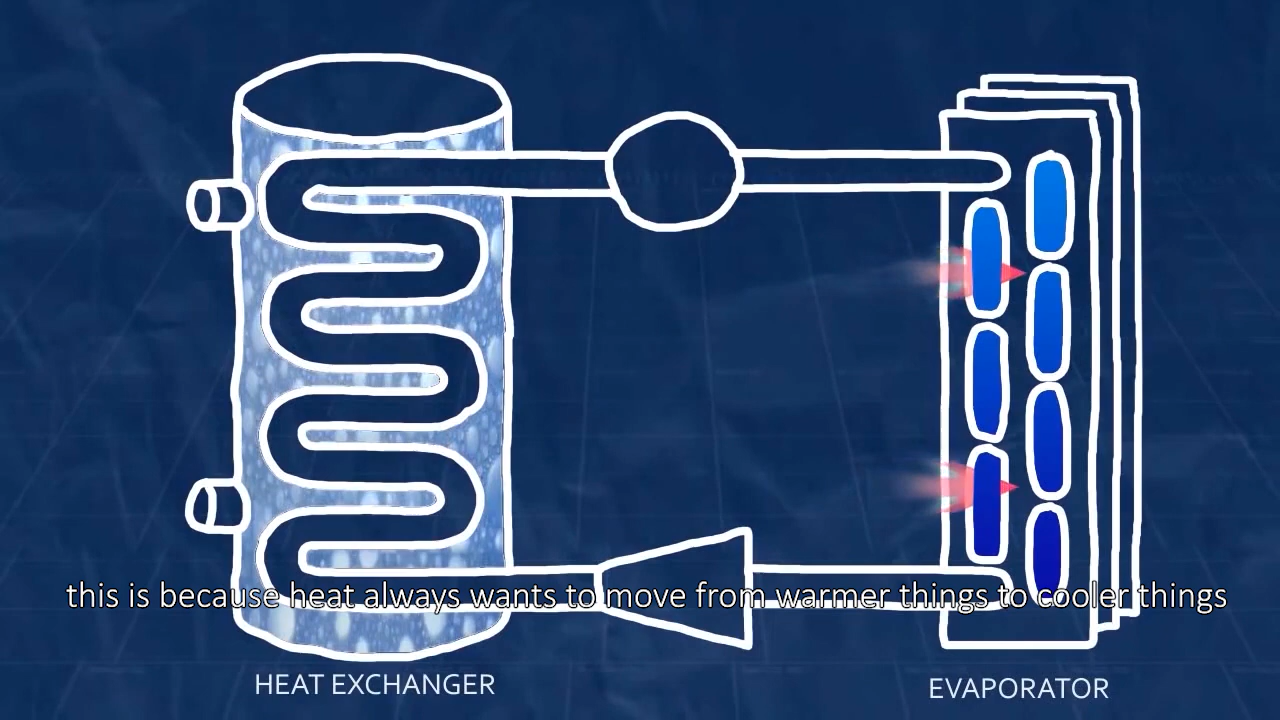 this is because heat always wants to move from warmer things to cooler things
HEAT EXCHANGER
EVAPORATOR